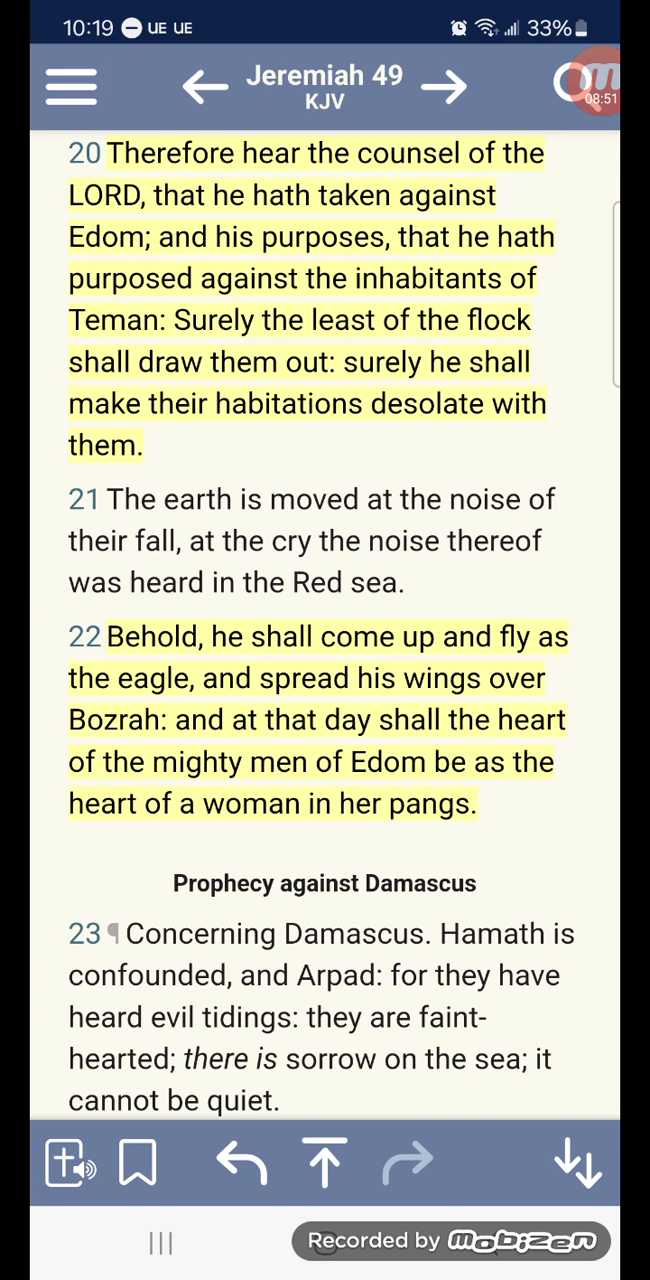 10:19 UE UE 33%
Jeremiah 49
KJV
08:51
20 Therefore hear the counsel of the
LORD, that he hath taken against
Edom; and his purposes, that he hath
purposed against the inhabitants of
Teman: Surely the least of the flock
shall draw them out: surely he shall
make their habitations desolate with
them.
21 The earth is moved at the noise of
their fall, at the cry the noise thereof
was heard in the Red sea.
22 Behold, he shall come up and fly as
the eagle, and spread his wings over
Bozrah: and at that day shall the heart
of the mighty men of Edom be as the
heart of a woman in her pangs.
Prophecy against Damascus
23 ¶ Concerning Damascus. Hamath is
confounded, and Arpad: for they have
heard evil tidings: they are faint-
hearted; there is sorrow on the sea; it
cannot be quiet.
Recorded by mobizen